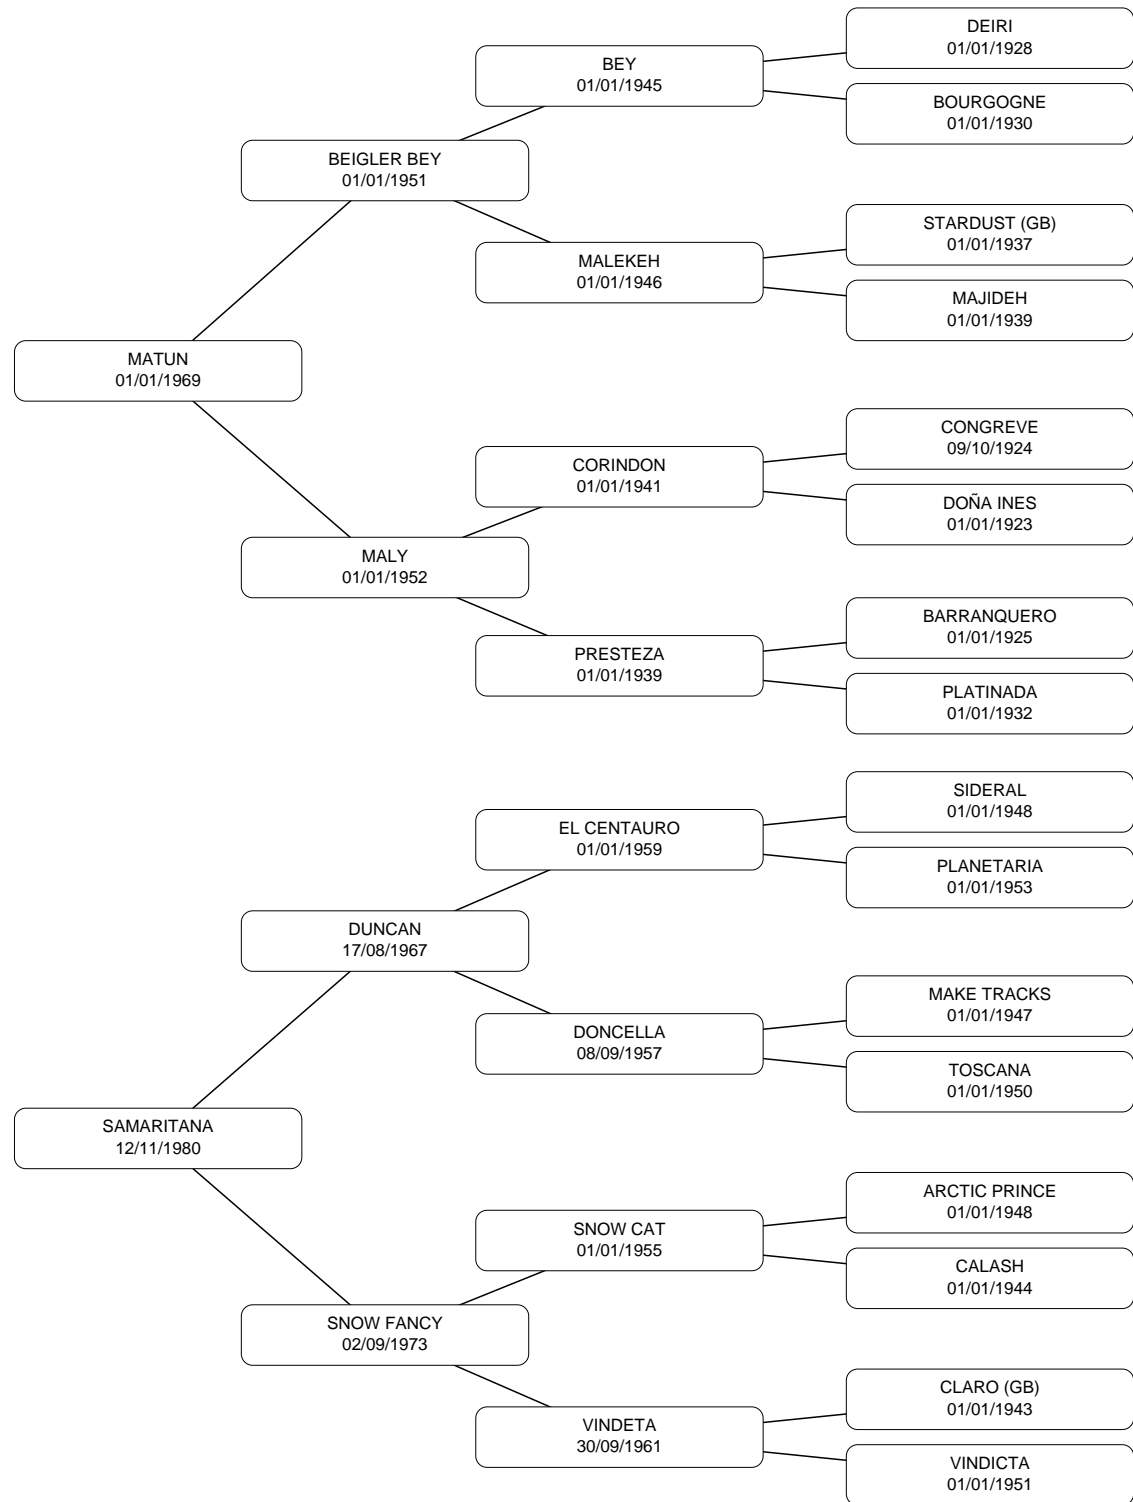 DEIRI
01/01/1928
BEY
01/01/1945
BOURGOGNE
01/01/1930
BEIGLER BEY
01/01/1951
STARDUST (GB)
01/01/1937
MALEKEH
01/01/1946
MAJIDEH
01/01/1939
MATUN
01/01/1969
CONGREVE
09/10/1924
CORINDON
01/01/1941
DOÑA INES
01/01/1923
MALY
01/01/1952
BARRANQUERO
01/01/1925
PRESTEZA
01/01/1939
PLATINADA
01/01/1932
SIDERAL
01/01/1948
EL CENTAURO
01/01/1959
PLANETARIA
01/01/1953
DUNCAN
17/08/1967
MAKE TRACKS
01/01/1947
DONCELLA
08/09/1957
TOSCANA
01/01/1950
SAMARITANA
12/11/1980
ARCTIC PRINCE
01/01/1948
SNOW CAT
01/01/1955
CALASH
01/01/1944
SNOW FANCY
02/09/1973
CLARO (GB)
01/01/1943
VINDETA
30/09/1961
VINDICTA
01/01/1951